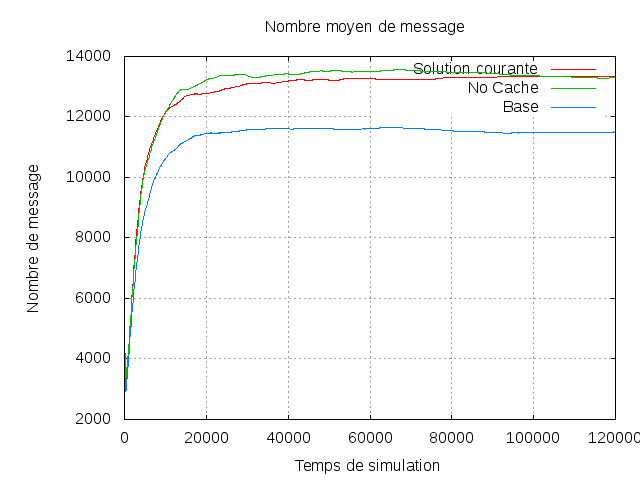 Nombre moyen de message
14000
12000
10000
8000
6000
4000
2000
Nombre de message
Solution courante
No Cache
Base
0 20000 40000 60000 80000 100000 120000
Temps de simulation